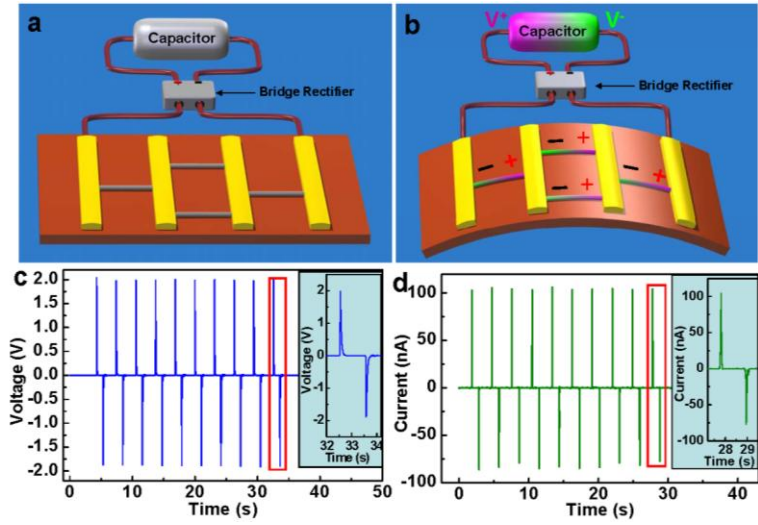 a
Capacitor
+ -
Bridge Rectifier
b
V+ Capacitor V-
+ -
Bridge Rectifier
- +
- + - +
- +
c
Voltage (V)
2.0
1.5
1.0
0.5
0.0
-0.5
-1.0
-1.5
-2.0
0 10 20 30 40 50
Time (s)
Voltage (V)
2
1
0
-1
-2
32 33 34
Time (s)
d
Current (nA)
100
50
0
-50
-100
0 10 20 30 40
Time (s)
Current (nA)
100
50
0
-50
-100
28 29
Time (s)